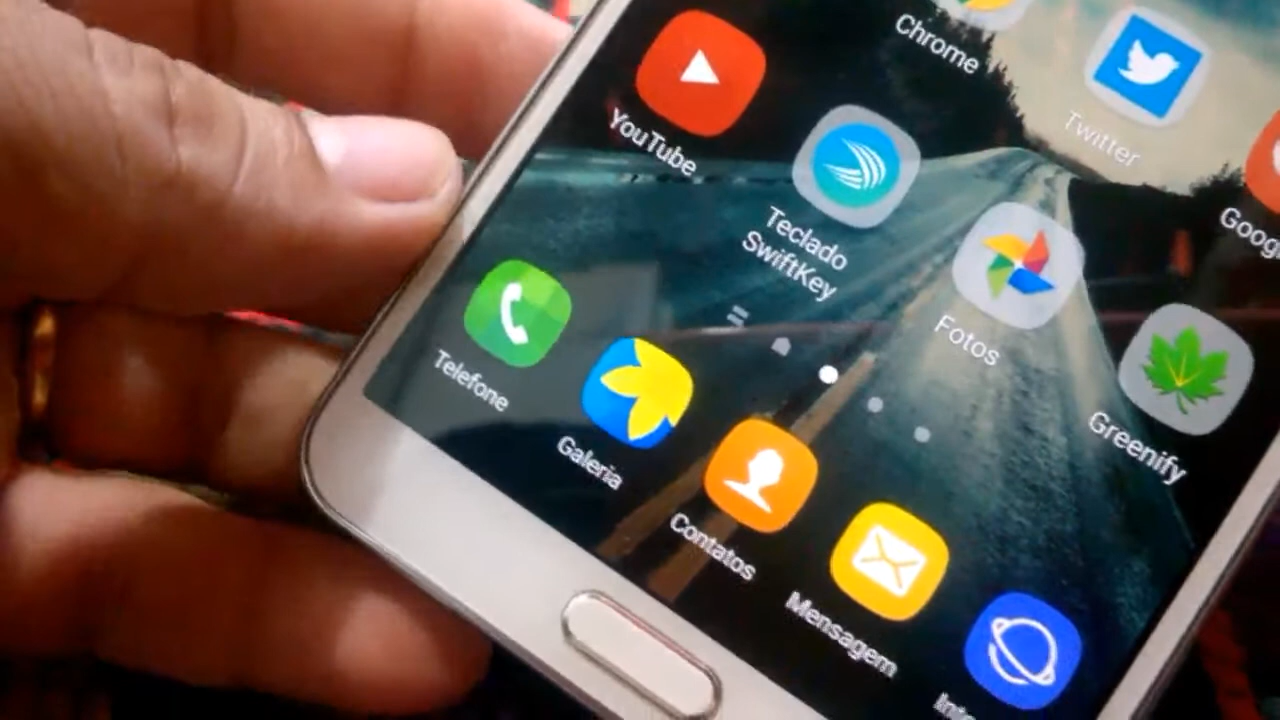 Chrome
Twitter
YouTube
Teclado
SwiftKey
Fotos
Greenify
Telefone
Galeria
Contatos
Mensagem